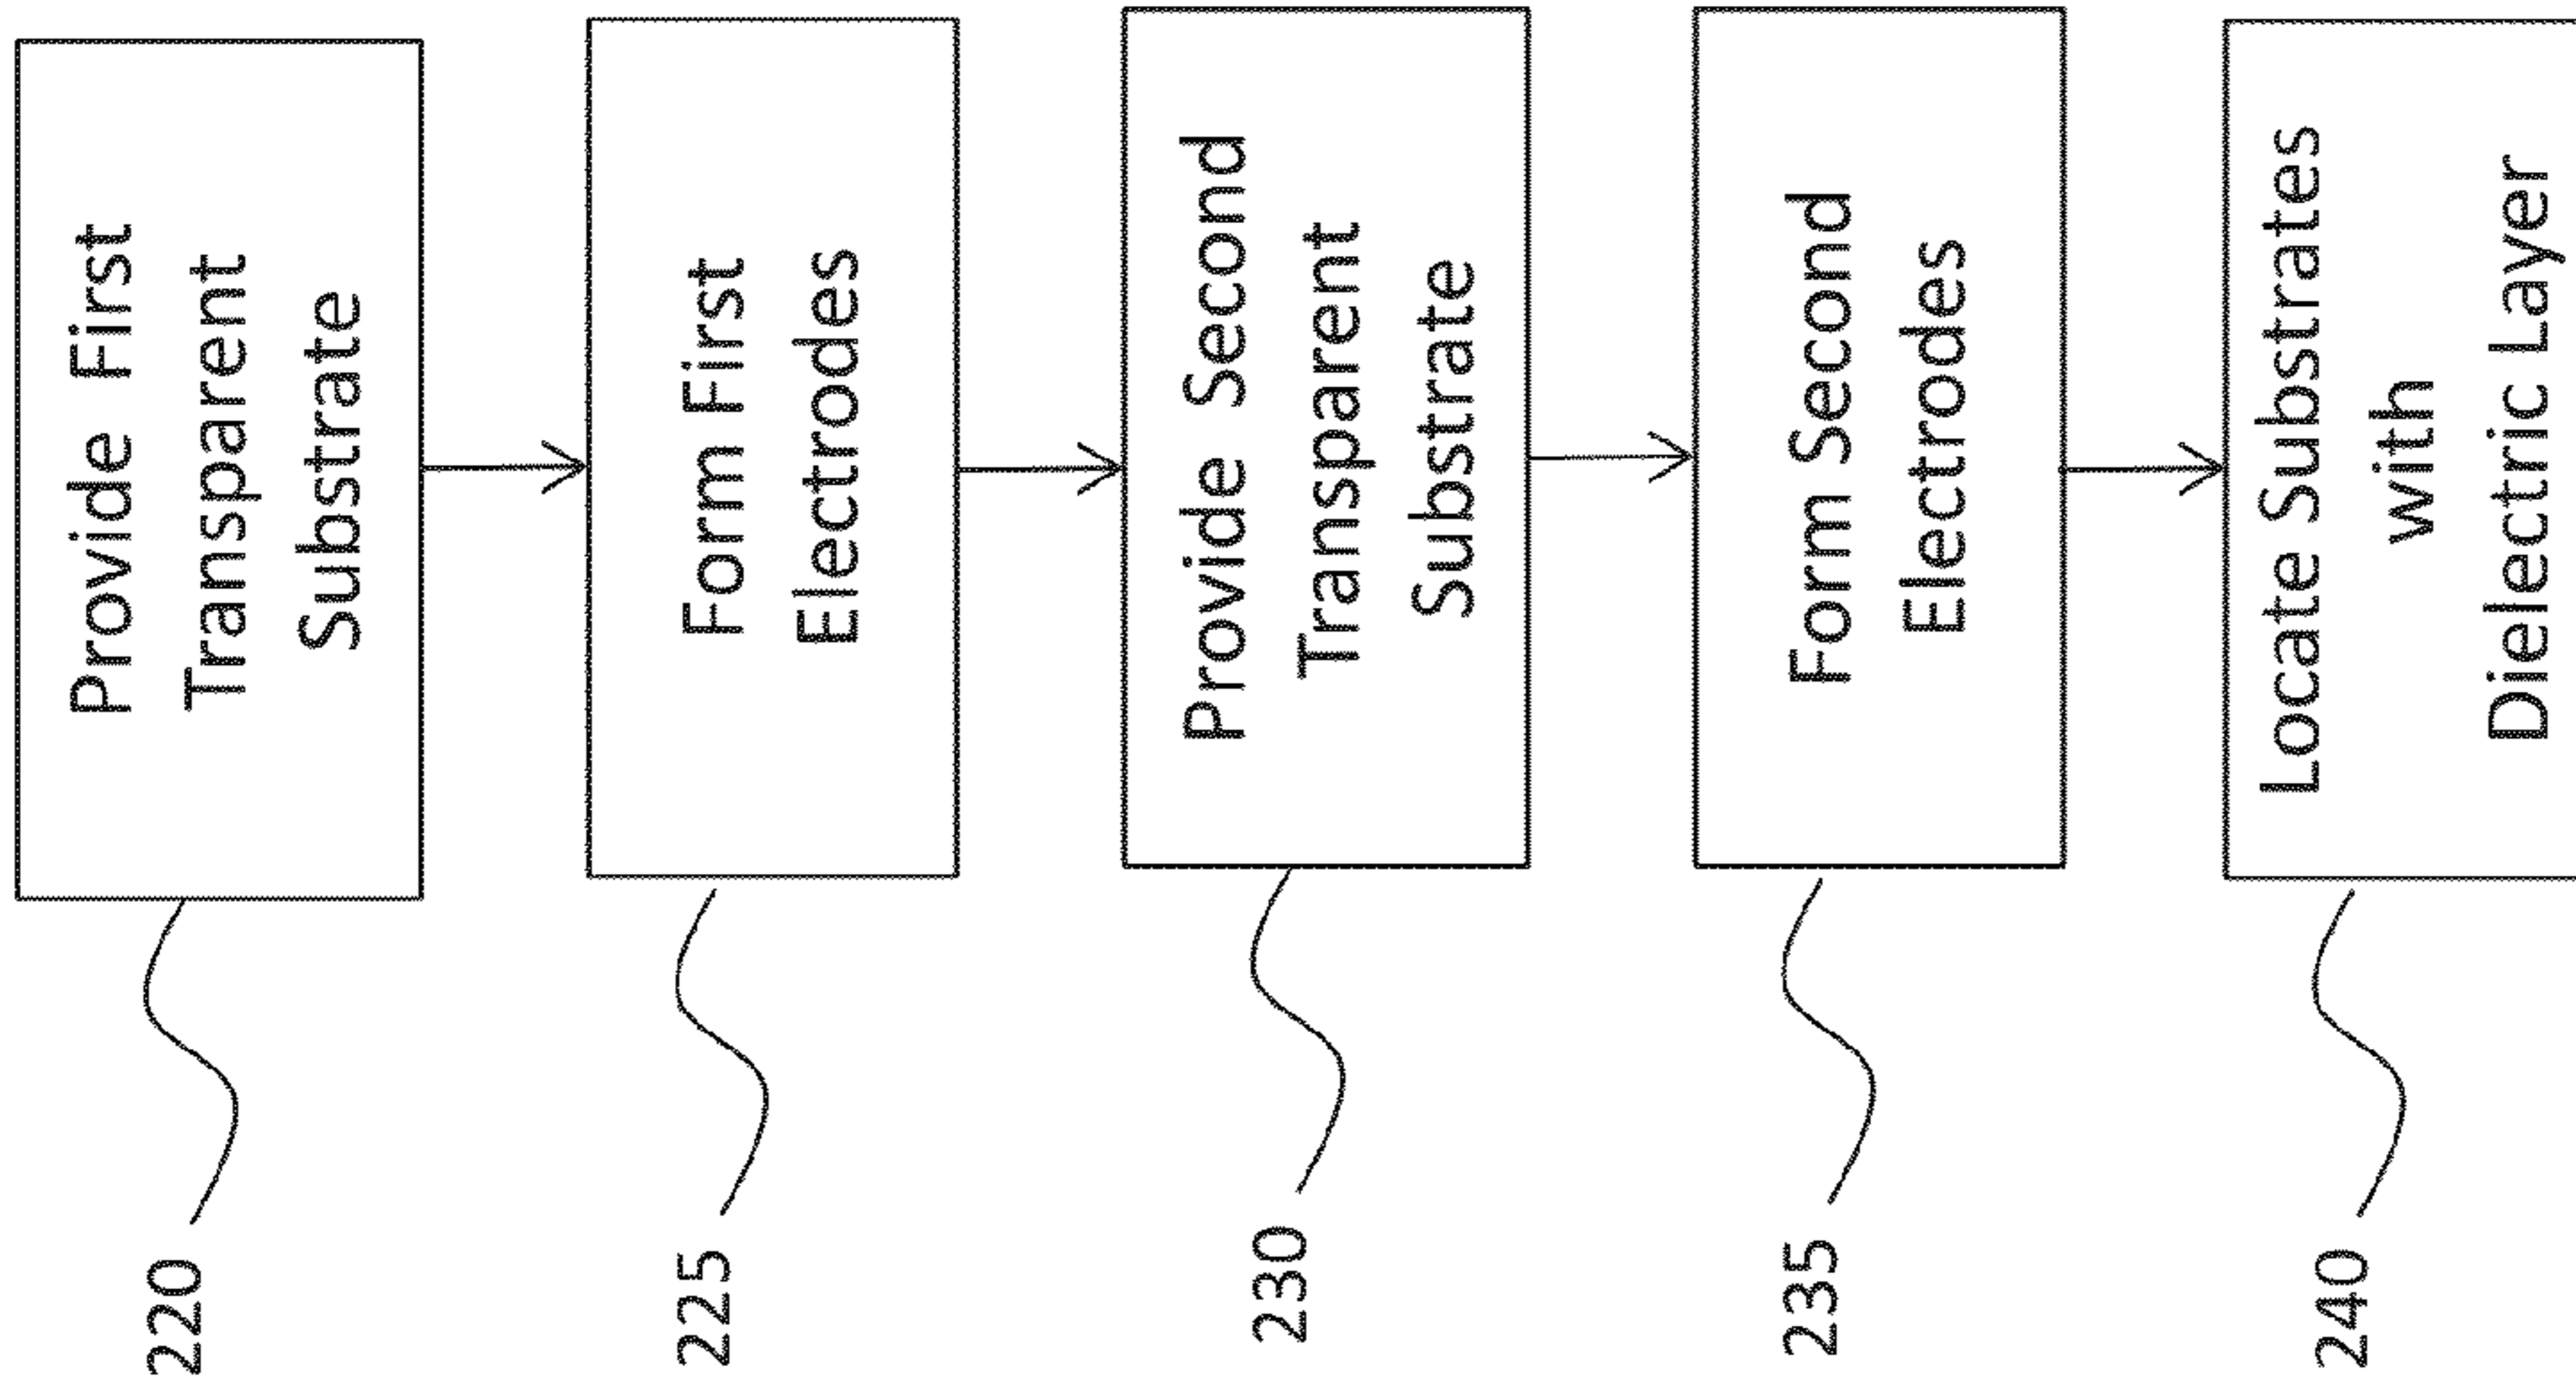 220
Provide First
Transparent
Substrate
225
Form First
Electrodes
230
Provide Second
Transparent
Substrate
235
Form Second
Electrodes
240
Locate Substrates
with
Dielectric Layer